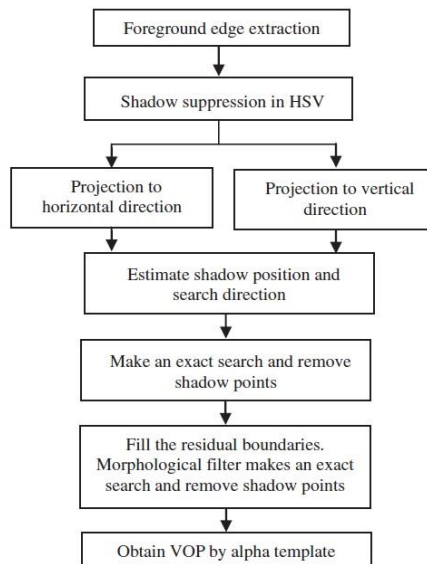 Foreground edge extraction
Shadow suppression in HSV
Projection to
horizontal direction
Projection to vertical
direction
Estimate shadow position and
search direction
Make an exact search and remove
shadow points
Fill the residual boundaries.
Morphological filter makes an exact
search and remove shadow points
Obtain VOP by alpha template